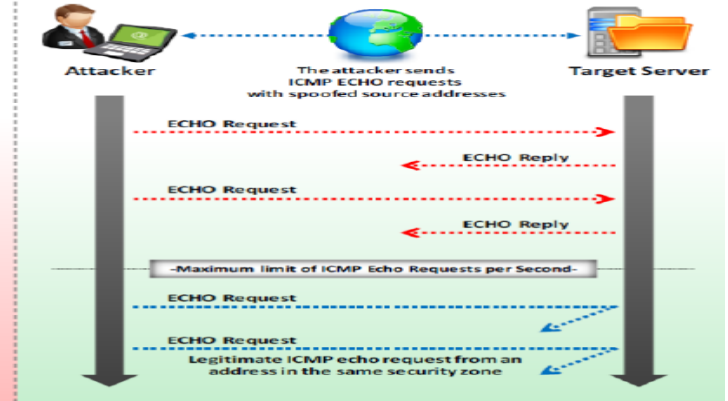 Attacker
The attacker sends
ICMP ECHO requests
with spoofed source addresses
Target Server
ECHO Request
ECHO Reply
ECHO Request
ECHO Reply
-Maximum limit of ICMP Echo Requests per Second-
ECHO Request
ECHO Request
Legitimate ICMP echo request from an
address in the same security zone